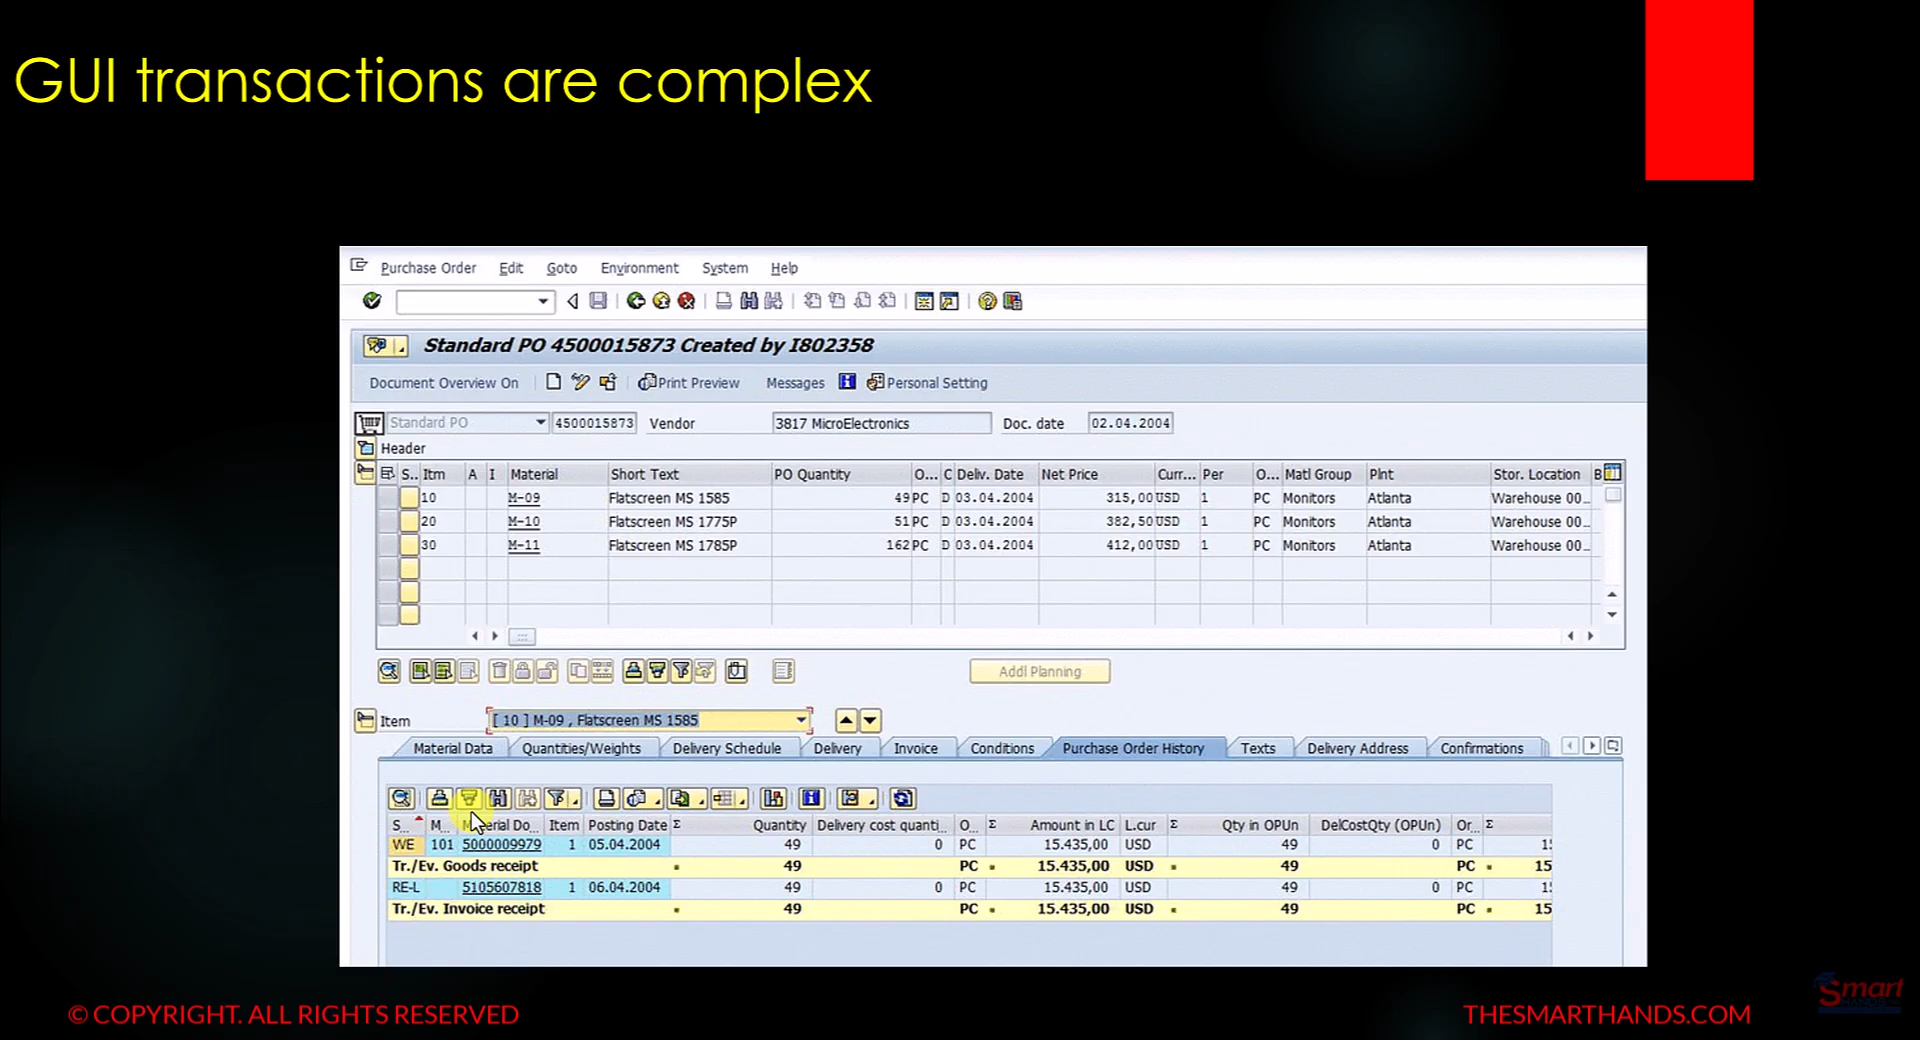 GUI transactions are complex
Purchase Order Edit Goto Environment System Help
Standard PO 4500015873 Created by I802358
Document Overview On Print Preview Messages Personal Setting
Standard PO 4500015873 Vendor 3817 MicroElectronics Doc. date 02.04.2004
Header
S.. Itm A I Material Short Text PO Quantity O... C Deliv. Date Net Price Curr... Per O... Matl Group Plnt Stor. Location B
10 M-09 Flatscreen MS 1585 49 PC D 03.04.2004 315,00 USD 1 PC Monitors Atlanta Warehouse 00...
20 M-10 Flatscreen MS 1775P 51 PC D 03.04.2004 382,50 USD 1 PC Monitors Atlanta Warehouse 00...
30 M-11 Flatscreen MS 1785P 162 PC D 03.04.2004 412,00 USD 1 PC Monitors Atlanta Warehouse 00...
Addl Planning
Item [ 10 ] M-09 , Flatscreen MS 1585
Material Data Quantities/Weights Delivery Schedule Delivery Invoice Conditions Purchase Order History Texts Delivery Address Confirmations
S... M... Do... Item Posting Date Σ Quantity Delivery cost quanti... O... Σ Amount in LC L.cur Σ Qty in OPUn DelCostQty (OPUn) Or... Σ
WE 101 5000009979 1 05.04.2004 49 0 PC 15.435,00 USD 49 0 PC
Tr./Ev. Goods receipt 49 PC 15.435,00 USD 49 PC 15
RE-L 5105607818 1 06.04.2004 49 0 PC 15.435,00 USD 49 0 PC
Tr./Ev. Invoice receipt 49 PC 15.435,00 USD 49 PC 15
© COPYRIGHT. ALL RIGHTS RESERVED
THESMARTHANDS.COM
Smart